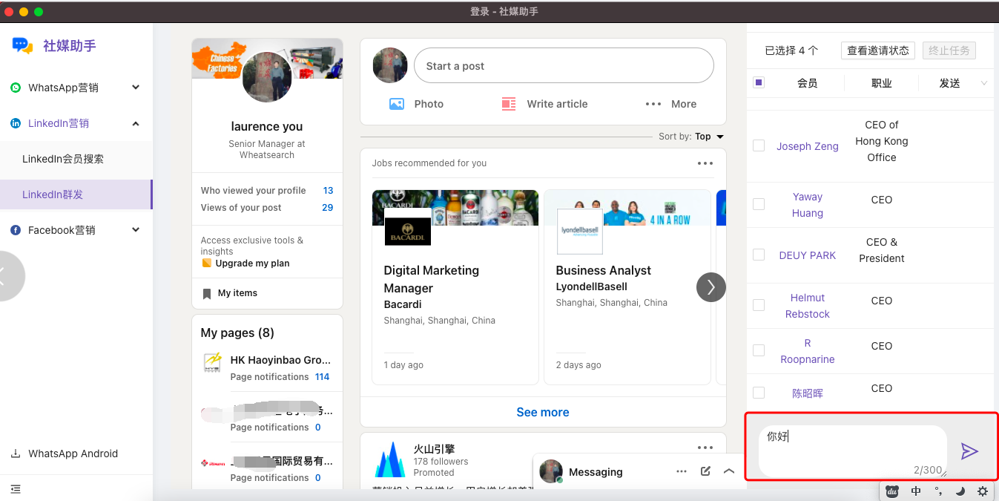 登录 - 社媒助手
社媒助手
WhatsApp营销
LinkedIn营销
LinkedIn会员搜索
LinkedIn群发
Facebook营销
WhatsApp Android
Chinese
Factories
laurence you
Senior Manager at
Wheatsearch
Who viewed your profile 13
Views of your post 29
Access exclusive tools &
insights
Upgrade my plan
My items
My pages (8)
HK Haoyinbao Gro...
Page notifications 114
Page notifications 0
国际贸易有...
Page notifications 0
Start a post
Photo
Write article
More
Sort by: Top
Jobs recommended for you
BACARDI
BACARDI
Digital Marketing
Manager
Bacardi
Shanghai, Shanghai, China
1 day ago
4 IN A ROW
lyondellbasell
Business Analyst
LyondellBasell
Shanghai, Shanghai, China
2 days ago
See more
火山引擎
178 followers
Promoted
Messaging
已选择 4 个
查看邀请状态
终止任务
会员 职业 发送
Joseph Zeng
CEO of
Hong Kong
Office
Yaway
Huang
CEO
DEUY PARK
CEO &
President
Helmut
Rebstock
CEO
R
Roopnarine
CEO
陈昭晖
CEO
你好
2/300
du 中 °,